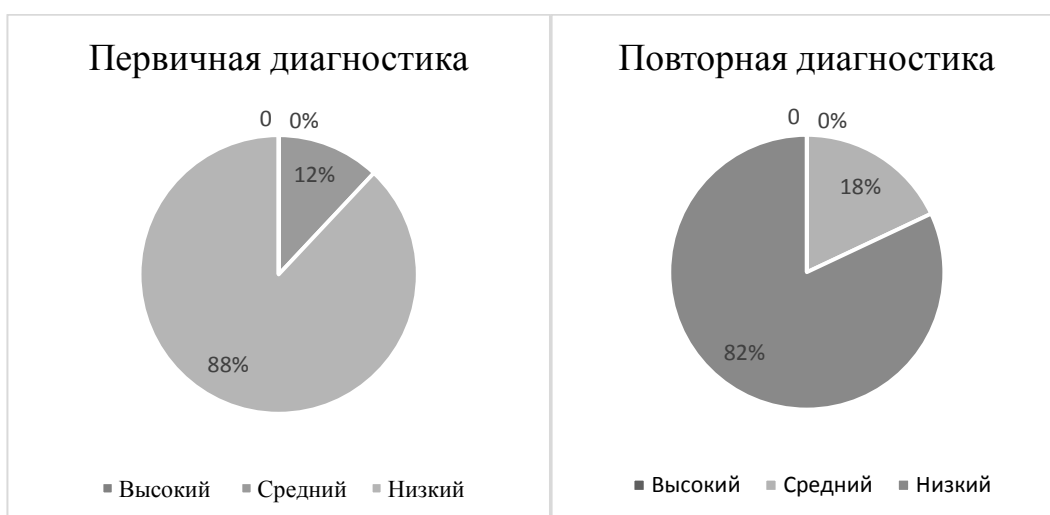 Первичная диагностика
0 0%
12%
88%
Высокий Средний Низкий
Повторная диагностика
0 0%
18%
82%
Высокий Средний Низкий